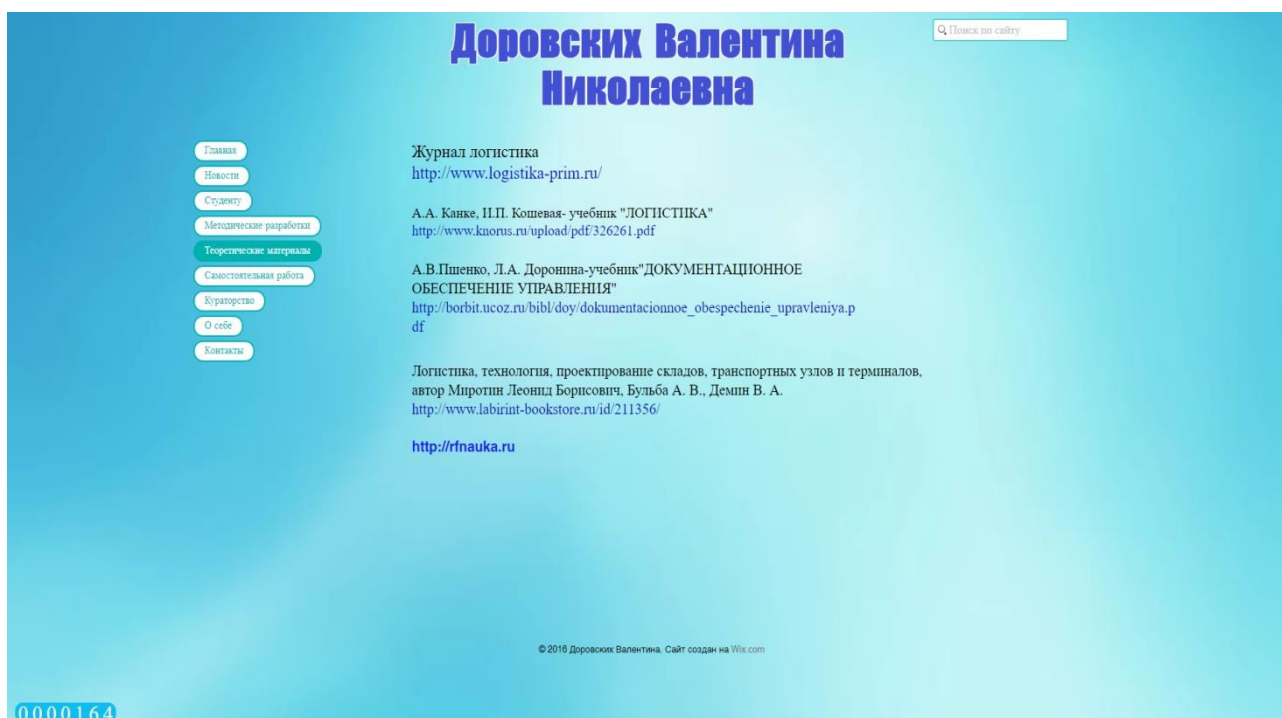 Доровских Валентина
Николаевна
Поиск по сайту
Главная
Новости
Студенту
Методические разработки
Теоретические материалы
Самостоятельная работа
Кураторство
О себе
Контакты
Журнал логистика
http://www.logistika-prim.ru/
А.А. Канке, И.П. Кошевая- учебник "ЛОГИСТИКА"
http://www.knorus.ru/upload/pdf/326261.pdf
А.В.Пшенко, Л.А. Доронина-учебник"ДОКУМЕНТАЦИОННОЕ
ОБЕСПЕЧЕНИЕ УПРАВЛЕНИЯ"
http://borbit.ucoz.ru/bibl/doy/dokumentacionnoe_obespechenie_upravleniya.p
df
Логистика, технология, проектирование складов, транспортных узлов и терминалов,
автор Миротин Леонид Борисович, Бульба А. В., Демин В. А.
http://www.labirint-bookstore.ru/id/211356/
http://rfnauka.ru
© 2016 Доровских Валентина. Сайт создан на Wix.com
0000164